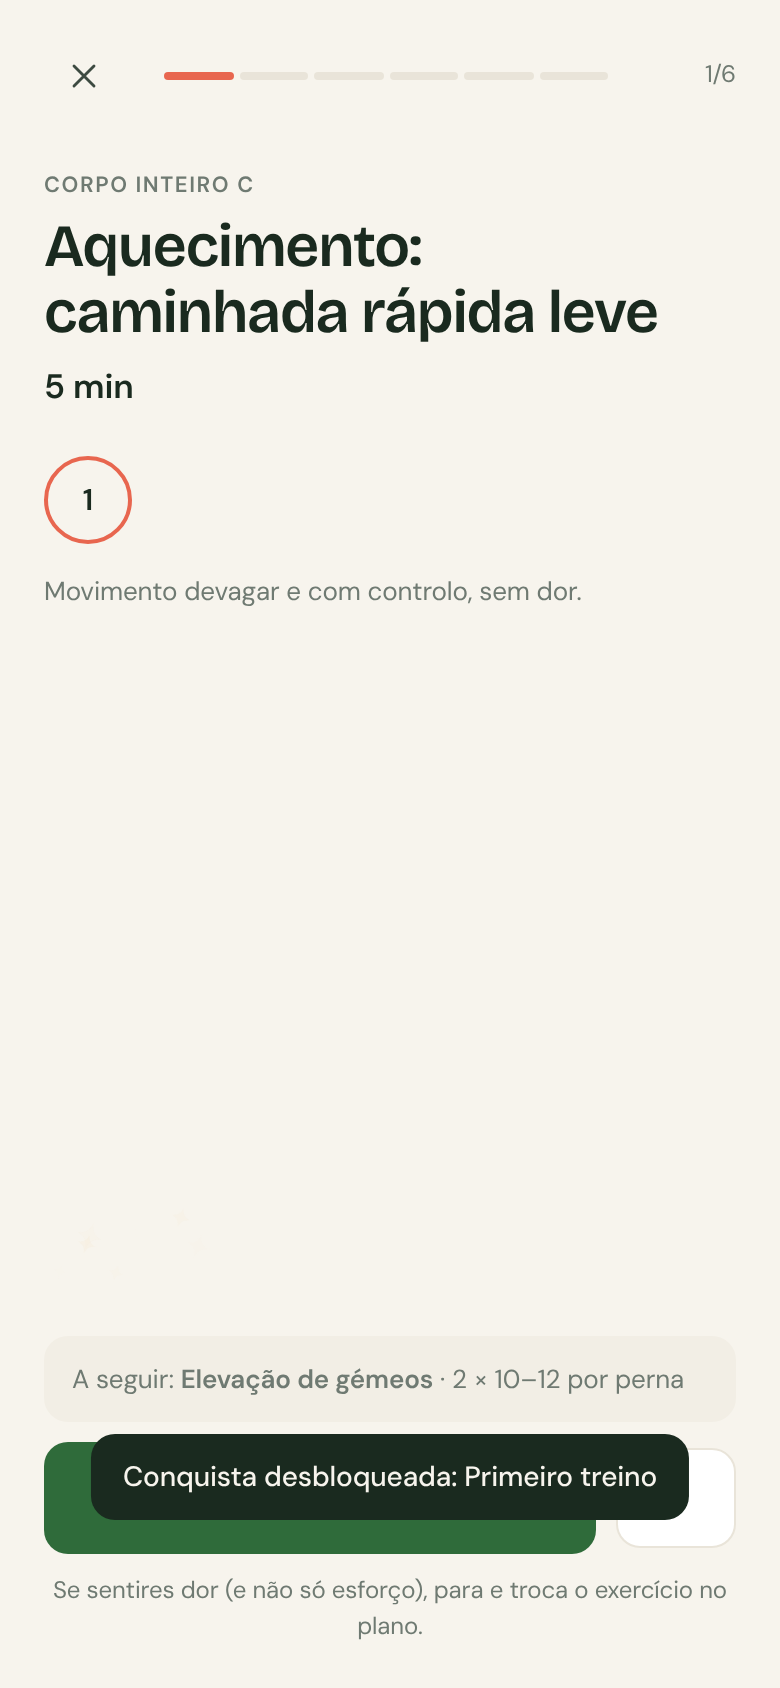 1/6
CORPO INTEIRO C
Aquecimento:
caminhada rápida leve
5 min
1
Movimento devagar e com controlo, sem dor.
A seguir: Elevação de gémeos · 2 × 10–12 por perna
Conquista desbloqueada: Primeiro treino
Se sentires dor (e não só esforço), para e troca o exercício no
plano.